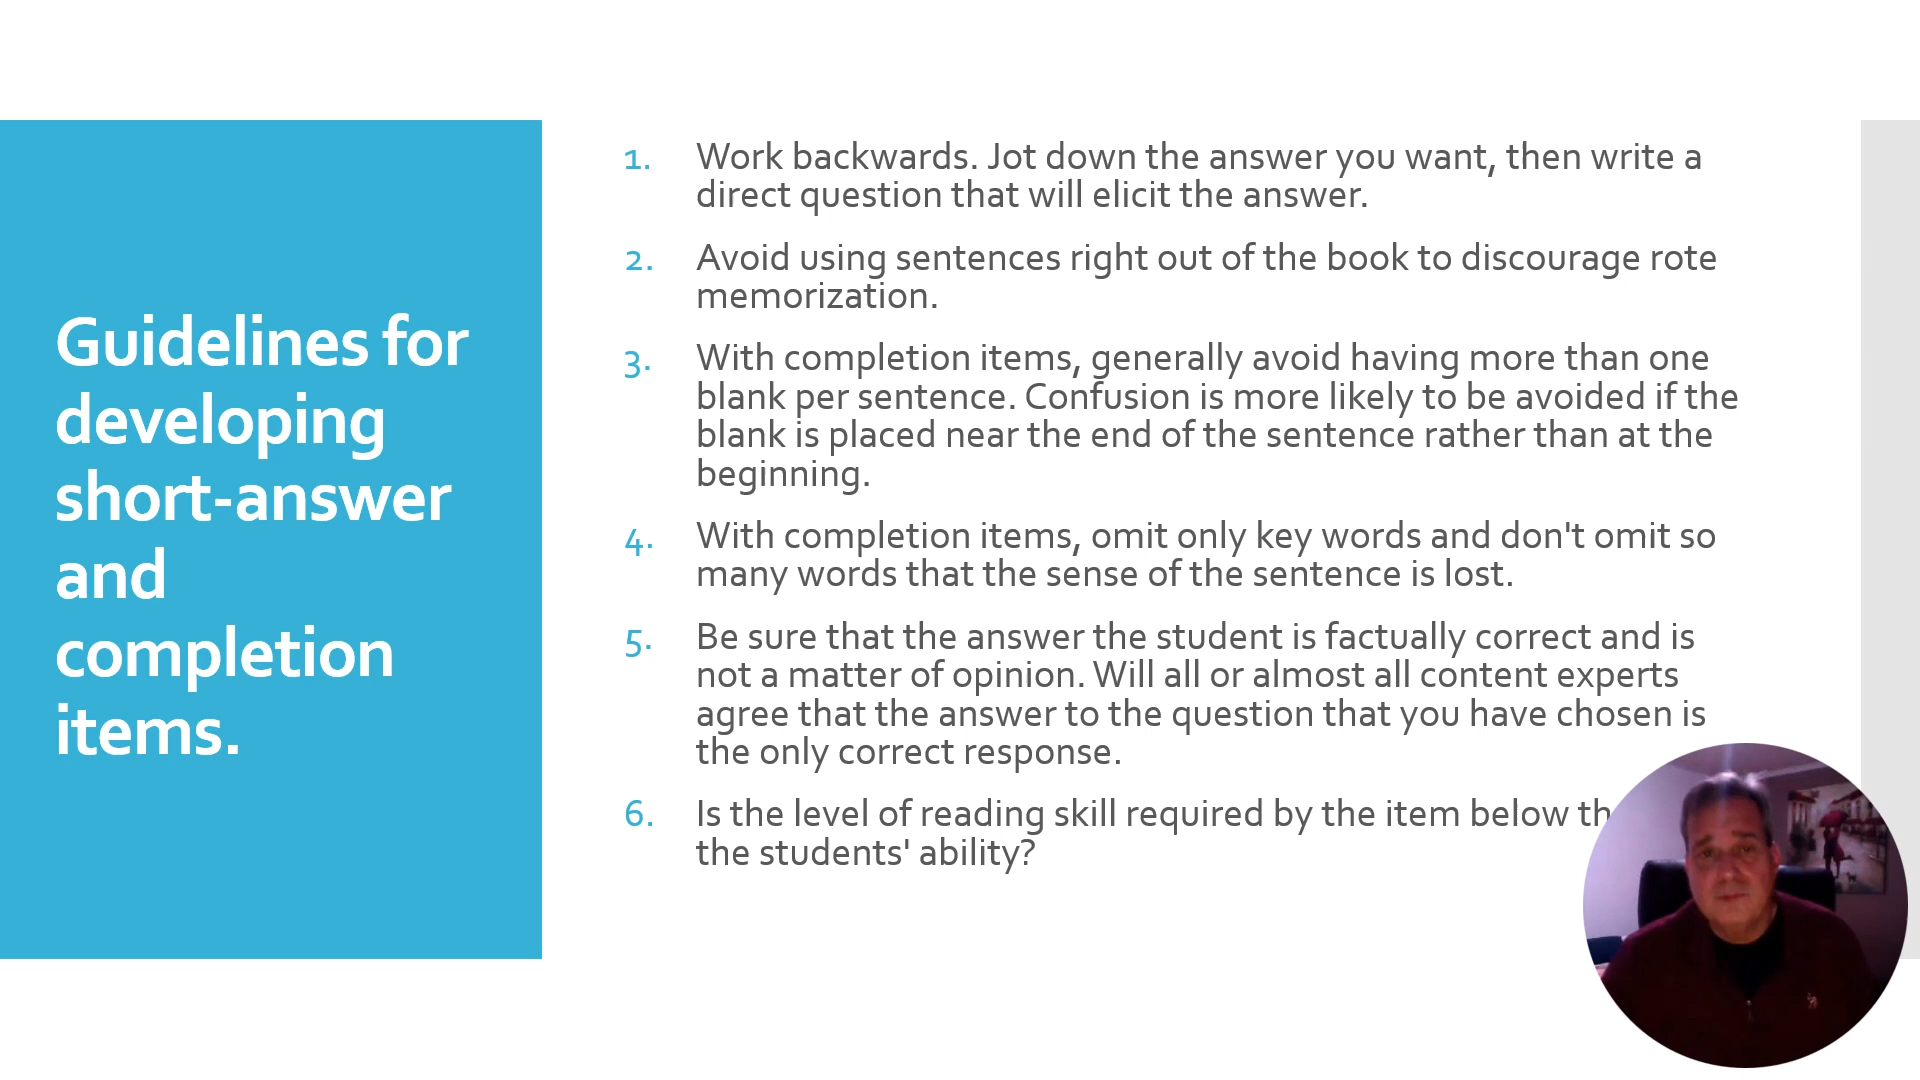 Guidelines for
developing
short-answer
and
completion
items.
1. Work backwards. Jot down the answer you want, then write a
direct question that will elicit the answer.
2. Avoid using sentences right out of the book to discourage rote
memorization.
3. With completion items, generally avoid having more than one
blank per sentence. Confusion is more likely to be avoided if the
blank is placed near the end of the sentence rather than at the
beginning.
4. With completion items, omit only key words and don't omit so
many words that the sense of the sentence is lost.
5. Be sure that the answer the student is factually correct and is
not a matter of opinion. Will all or almost all content experts
agree that the answer to the question that you have chosen is
the only correct response.
6. Is the level of reading skill required by the item below
the students' ability?